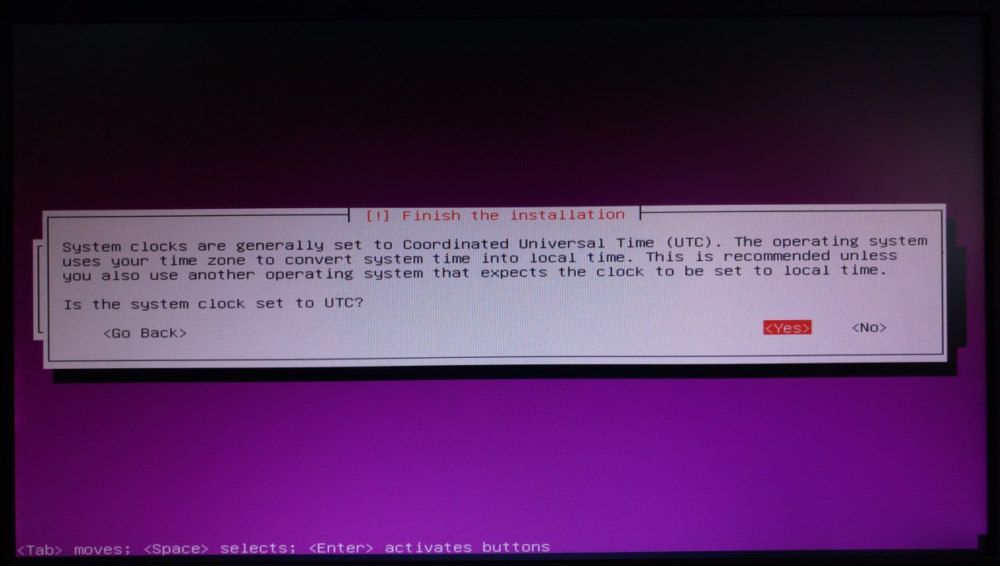 [!] Finish the installation
System clocks are generally set to Coordinated Universal Time (UTC). The operating system
uses your time zone to convert system time into local time. This is recommended unless
you also use another operating system that expects the clock to be set to local time.
Is the system clock set to UTC?
<Go Back> <Yes> <No>
<Tab> moves; <Space> selects; <Enter> activates buttons